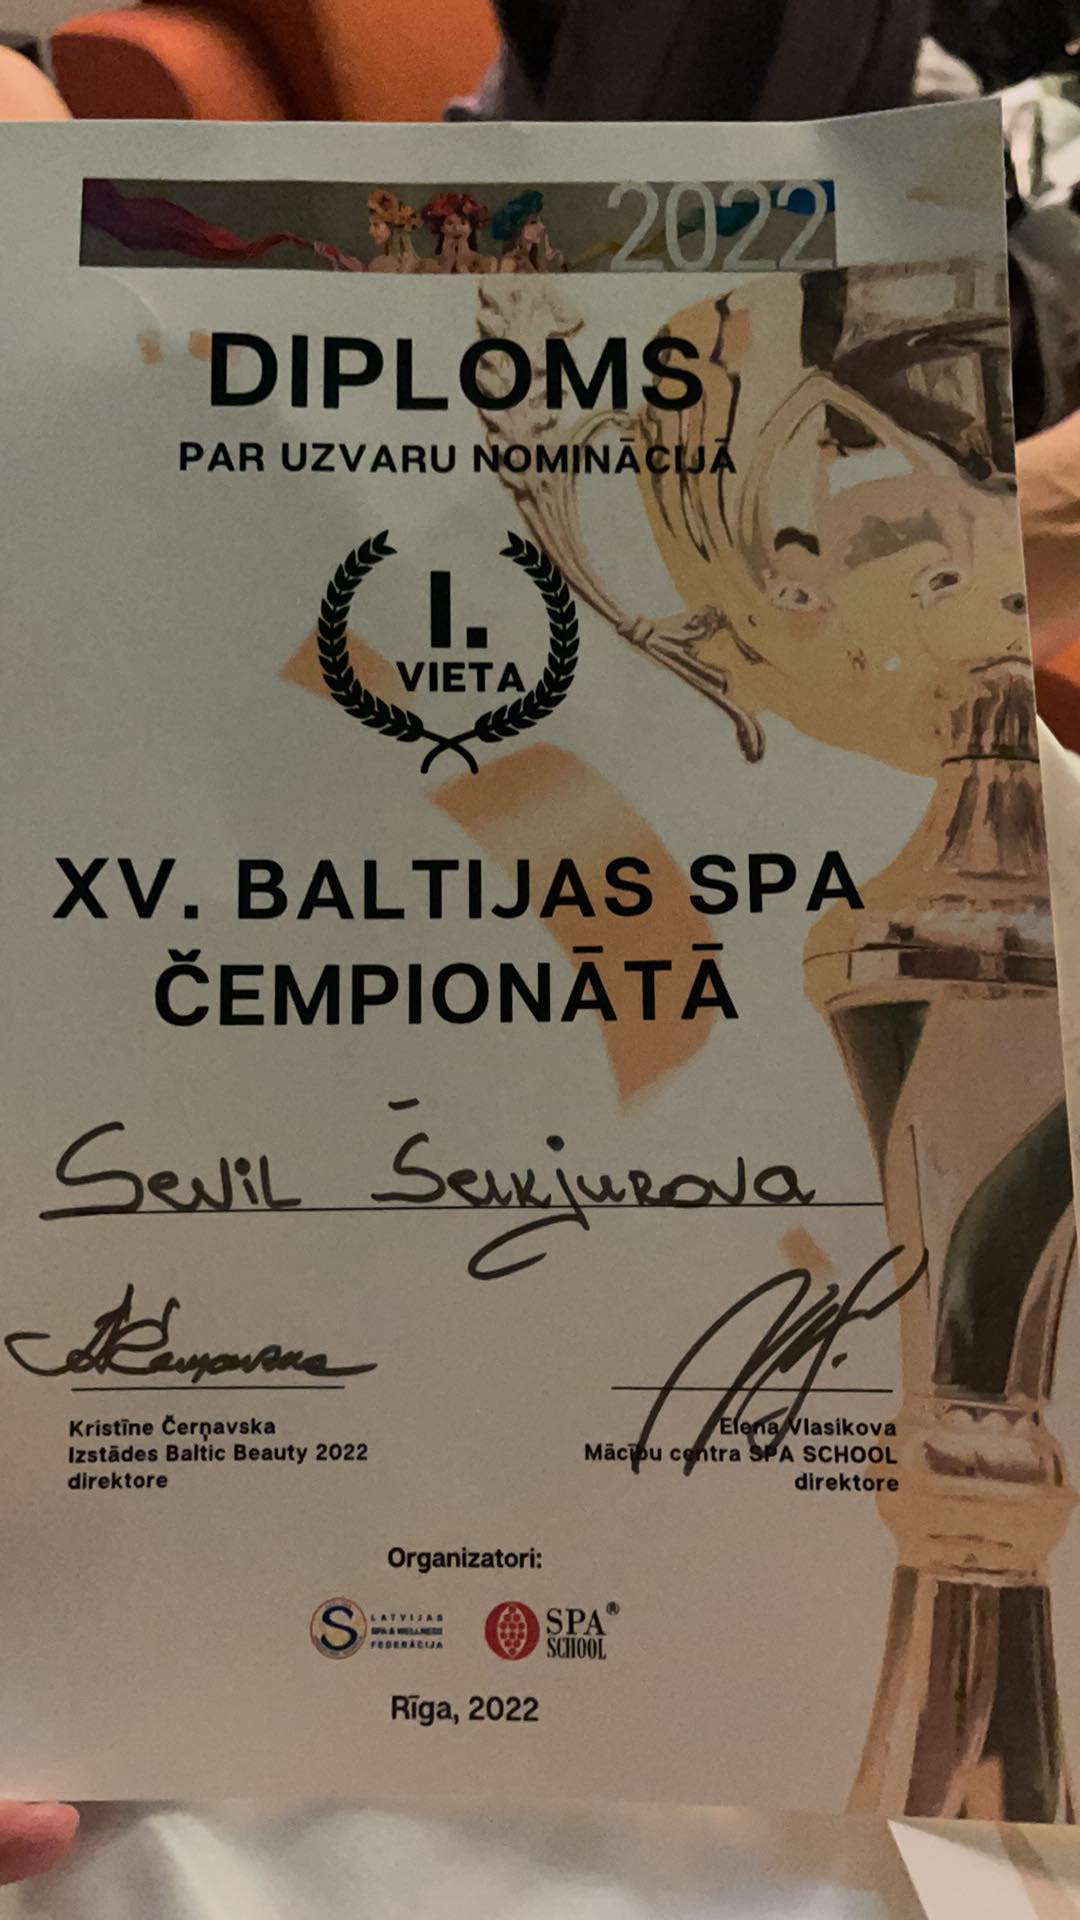 2022
DIPLOMS
PAR UZVARU NOMINĀCIJĀ
I.
VIETA
XV. BALTIJAS SPA
ČEMPIONĀTĀ
Sevil Šeikjurova
Kristīne Čerņavska
Izstādes Baltic Beauty 2022
direktore
Elena Vlasikova
Mācību centra SPA SCHOOL
direktore
Organizatori:
S
LATVIJAS
SPA & WELLNESS
FEDERĀCIJA
SPA®
SCHOOL
Rīga, 2022